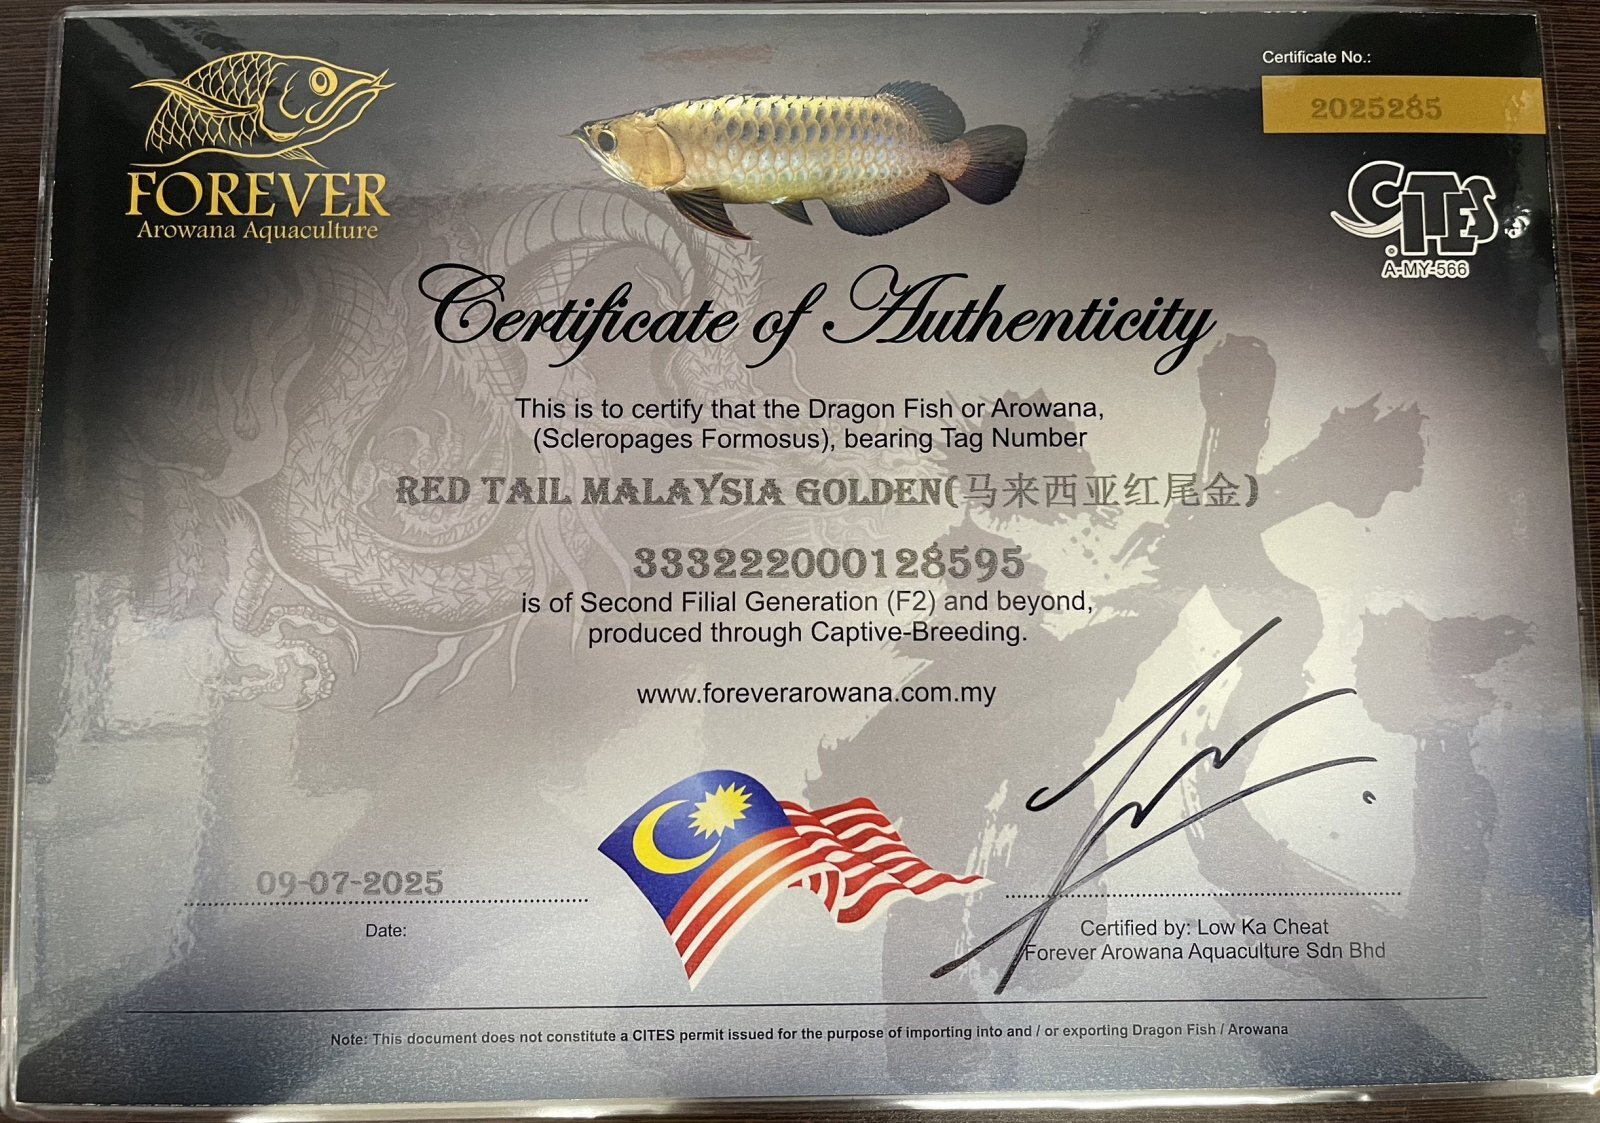 FOREVER
Arowana Aquaculture
Certificate No.:
2025285
CITES
A-MY-566
Certificate of Authenticity
This is to certify that the Dragon Fish or Arowana,
(Scleropages Formosus), bearing Tag Number
RED TAIL MALAYSIA GOLDEN(马来西亚红尾金)
333222000128595
is of Second Filial Generation (F2) and beyond,
produced through Captive-Breeding.
www.foreverarowana.com.my
09-07-2025
Date:
Certified by: Low Ka Cheat
Forever Arowana Aquaculture Sdn Bhd
Note: This document does not constitute a CITES permit issued for the purpose of importing into and / or exporting Dragon Fish / Arowana